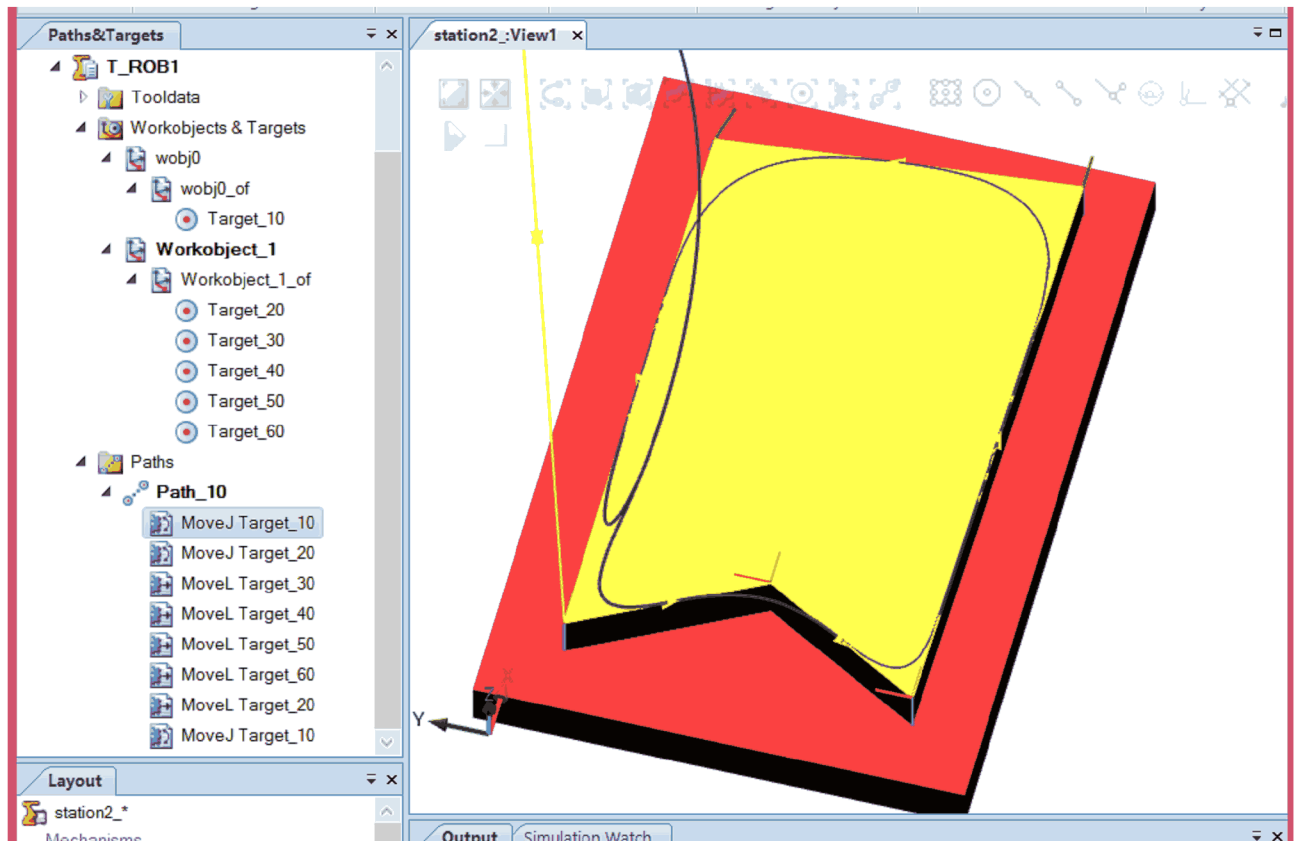 Paths&Targets
T_ROB1
Tooldata
Workobjects & Targets
wobj0
wobj0_of
Target_10
Workobject_1
Workobject_1_of
Target_20
Target_30
Target_40
Target_50
Target_60
Paths
Path_10
MoveJ Target_10
MoveJ Target_20
MoveL Target_30
MoveL Target_40
MoveL Target_50
MoveL Target_60
MoveL Target_20
MoveJ Target_10
Layout
station2_*
Mechanisms
station2_:View1
X
Z
Y
Output
Simulation Watch